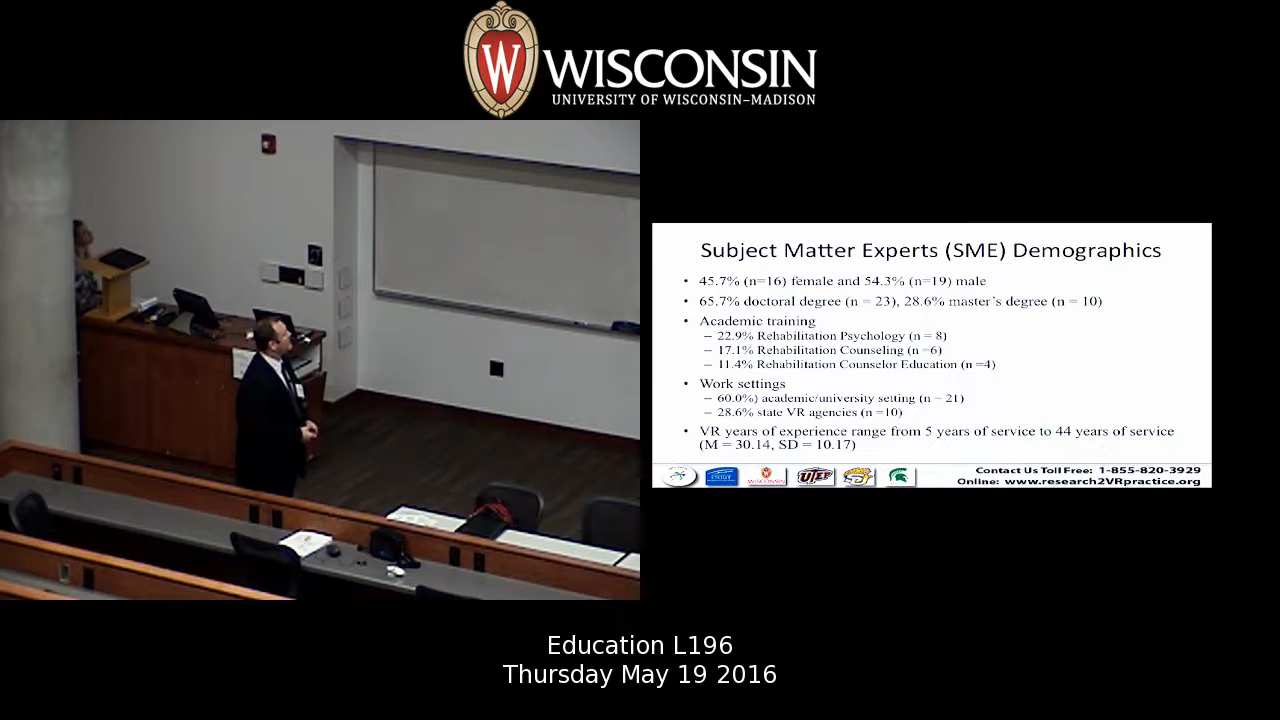 W WISCONSIN
UNIVERSITY OF WISCONSIN–MADISON
Subject Matter Experts (SME) Demographics
• 45.7% (n=16) female and 54.3% (n=19) male
• 65.7% doctoral degree (n = 23), 28.6% master's degree (n = 10)
• Academic training
– 22.9% Rehabilitation Psychology (n = 8)
– 17.1% Rehabilitation Counseling (n =6)
– 11.4% Rehabilitation Counselor Education (n =4)
• Work settings
– 60.0%) academic/university setting (n = 21)
– 28.6% state VR agencies (n =10)
• VR years of experience range from 5 years of service to 44 years of service
(M = 30.14, SD = 10.17)
WISCONSIN
UTEP
Contact Us Toll Free: 1-855-820-3929
Online: www.research2VRpractice.org
Education L196
Thursday May 19 2016